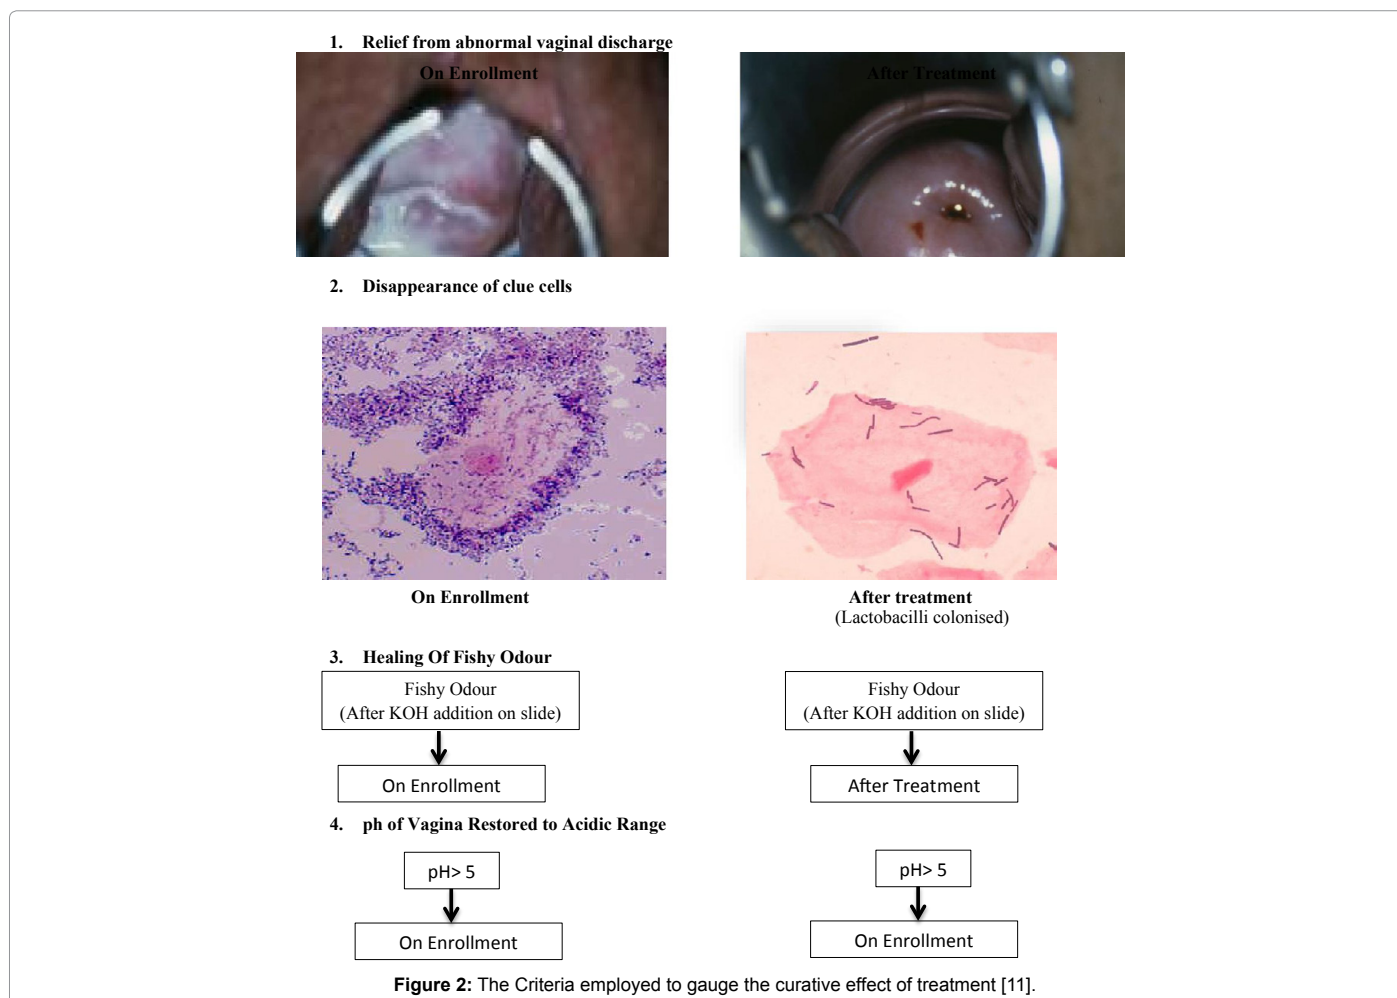 1. Relief from abnormal vaginal discharge
On Enrollment
After Treatment
2. Disappearance of clue cells
On Enrollment
After treatment
(Lactobacilli colonised)
3. Healing Of Fishy Odour
Fishy Odour
(After KOH addition on slide)
Fishy Odour
(After KOH addition on slide)
On Enrollment
After Treatment
4. ph of Vagina Restored to Acidic Range
pH> 5
pH> 5
On Enrollment
On Enrollment
Figure 2: The Criteria employed to gauge the curative effect of treatment [11].